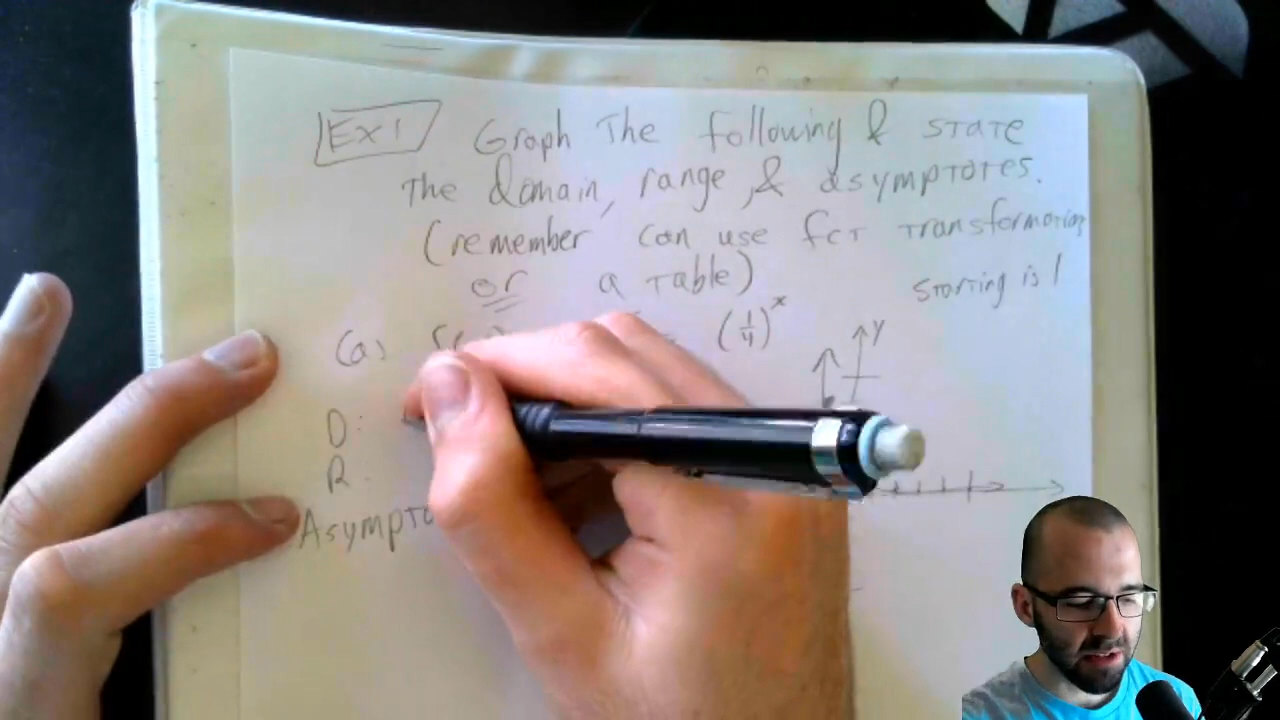 Ex 1 Graph the following & state
the domain, range, & asymptotes.
(remember can use fct transformation
or a table)
starting is 1
(a) (1/4)^x
y
D:
R:
Asympto